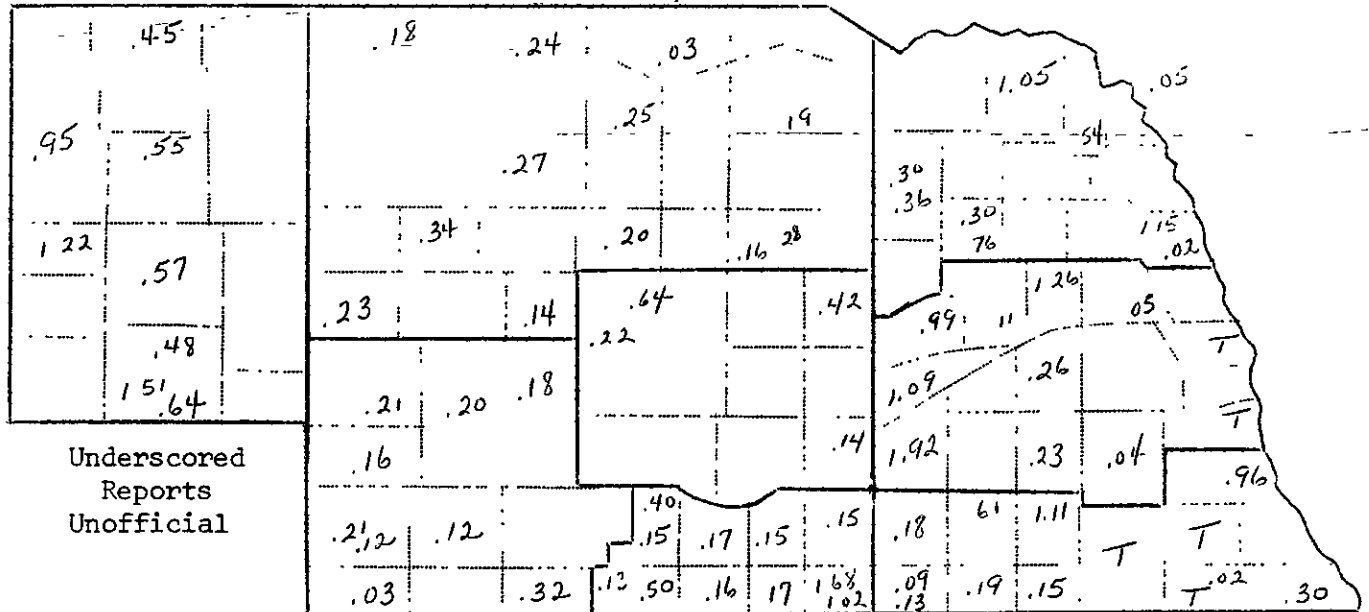 .45 .18 .24 .03
1.05 .05
.95 .55 .25 19 .54
.27 .30
.36 .30
1 22 .34 .20 .16 28 76 1 15 .02
.57 .64 .42 1 26
.23 .14 .22 .99 11 05
.48 T
1 51 .64 .21 .20 .18 1.09 .26 T
.16 .14 1.92 .23 .04 .96
Underscored
Reports
Unofficial
.40
.21 .12 .12 .15 .17 .15 .15 .18 61 1.11 T T
.03 .32 .13 .50 .16 17 1 68 .09 .19 .15 T .02 .30
1.02 .13